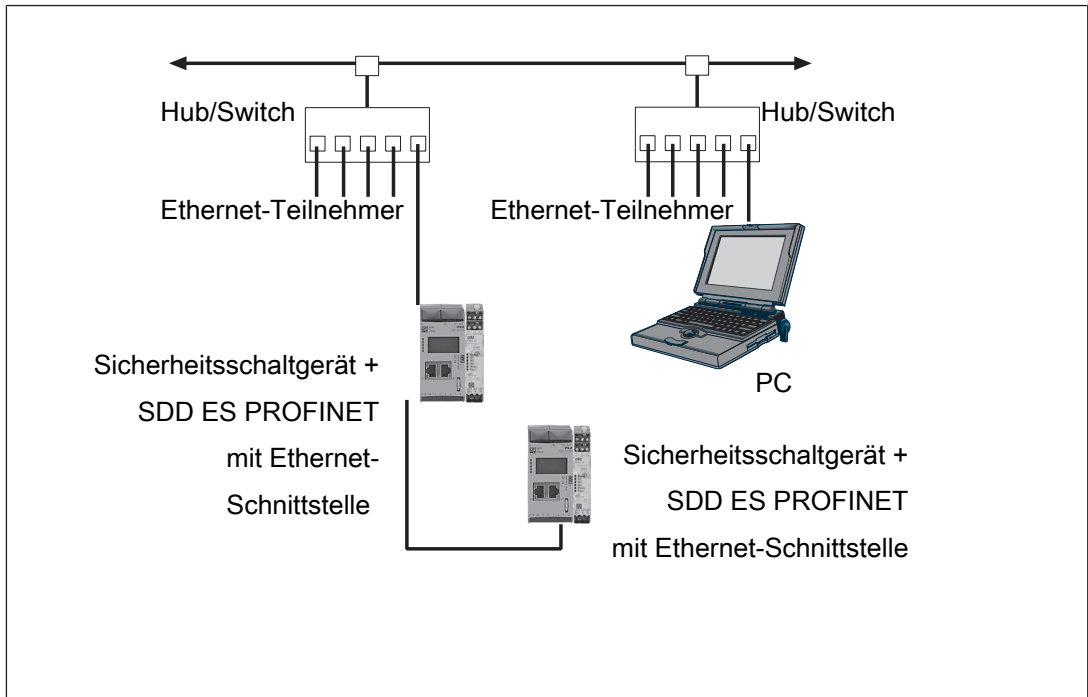 Hub/Switch
Hub/Switch
Ethernet-Teilnehmer
Ethernet-Teilnehmer
PC
Sicherheitsschaltgerät +
SDD ES PROFINET
mit Ethernet-
Schnittstelle
Sicherheitsschaltgerät +
SDD ES PROFINET
mit Ethernet-Schnittstelle